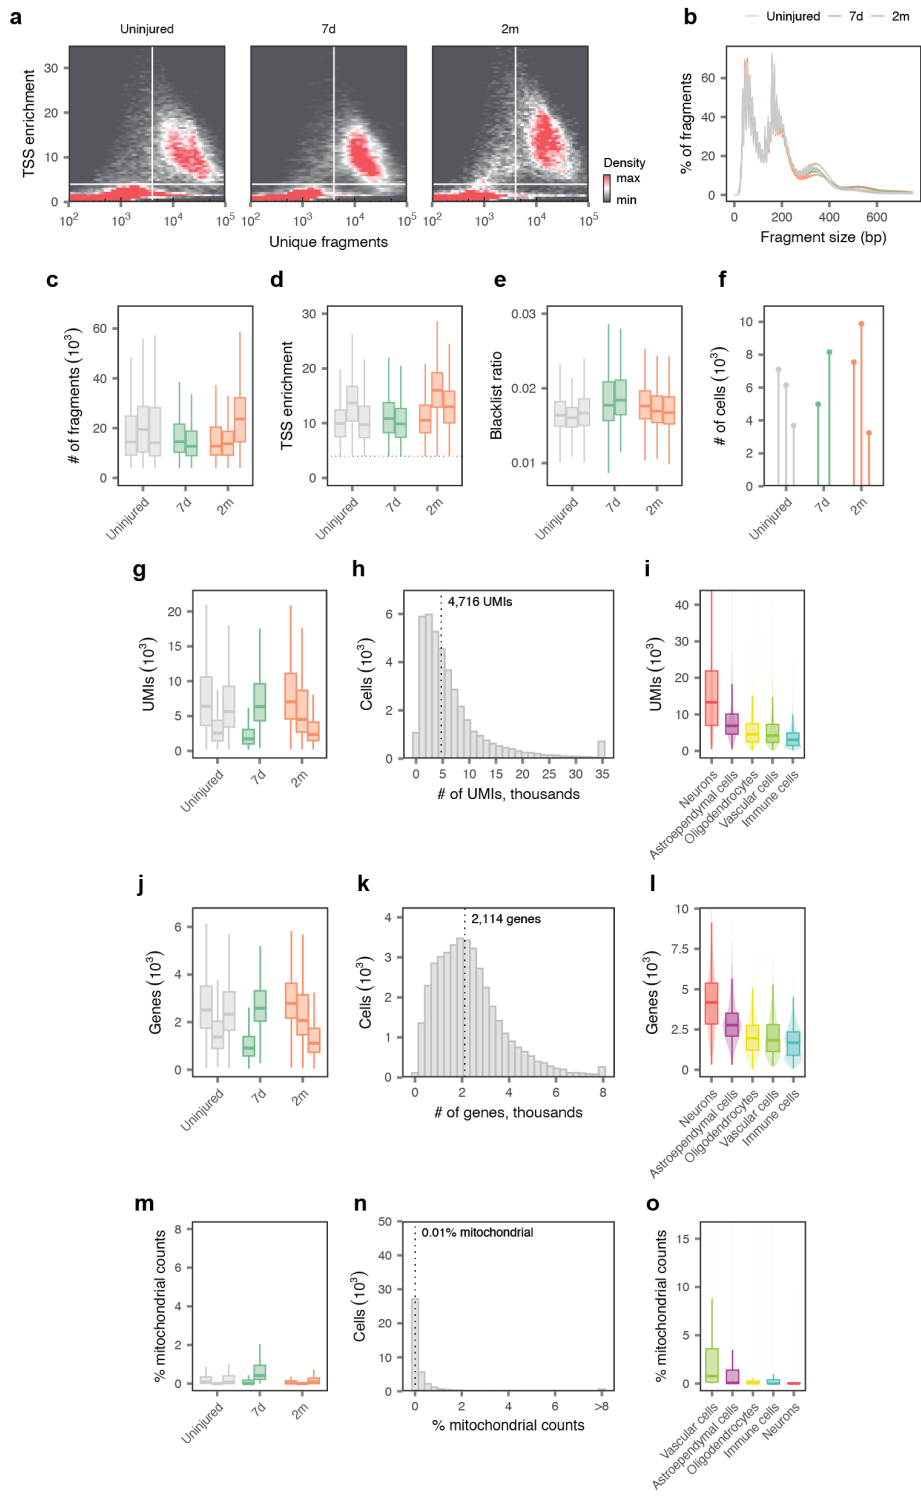 a
Uninjured
7d
2m
TSS enrichment
30
20
10
0
10² 10³ 10⁴ 10⁵
10² 10³ 10⁴ 10⁵
10² 10³ 10⁴ 10⁵
Unique fragments
Density
max
min
b
Uninjured 7d 2m
% of fragments
60
40
20
0
0 200 400 600
Fragment size (bp)
c
# of fragments (10³)
60
40
20
0
Uninjured 7d 2m
d
TSS enrichment
30
20
10
0
Uninjured 7d 2m
e
Blacklist ratio
0.03
0.02
0.01
Uninjured 7d 2m
f
# of cells (10³)
10
8
6
4
2
0
Uninjured 7d 2m
g
UMIs (10³)
20
15
10
5
0
Uninjured 7d 2m
h
4,716 UMIs
Cells (10³)
6
4
2
0
0 5 10 15 20 25 30 35
# of UMIs, thousands
i
UMIs (10³)
40
30
20
10
0
Neurons
Astroependymal cells
Oligodendrocytes
Vascular cells
Immune cells
j
Genes (10³)
6
4
2
0
Uninjured 7d 2m
k
2,114 genes
Cells (10³)
4
3
2
1
0
0 2 4 6 8
# of genes, thousands
l
Genes (10³)
10
7.5
5
2.5
0
Neurons
Astroependymal cells
Oligodendrocytes
Vascular cells
Immune cells
m
% mitochondrial counts
8
6
4
2
0
Uninjured 7d 2m
n
0.01% mitochondrial
Cells (10³)
50
40
30
20
10
0
0 2 4 6 >8
% mitochondrial counts
o
% mitochondrial counts
15
10
5
0
Vascular cells
Astroependymal cells
Oligodendrocytes
Immune cells
Neurons